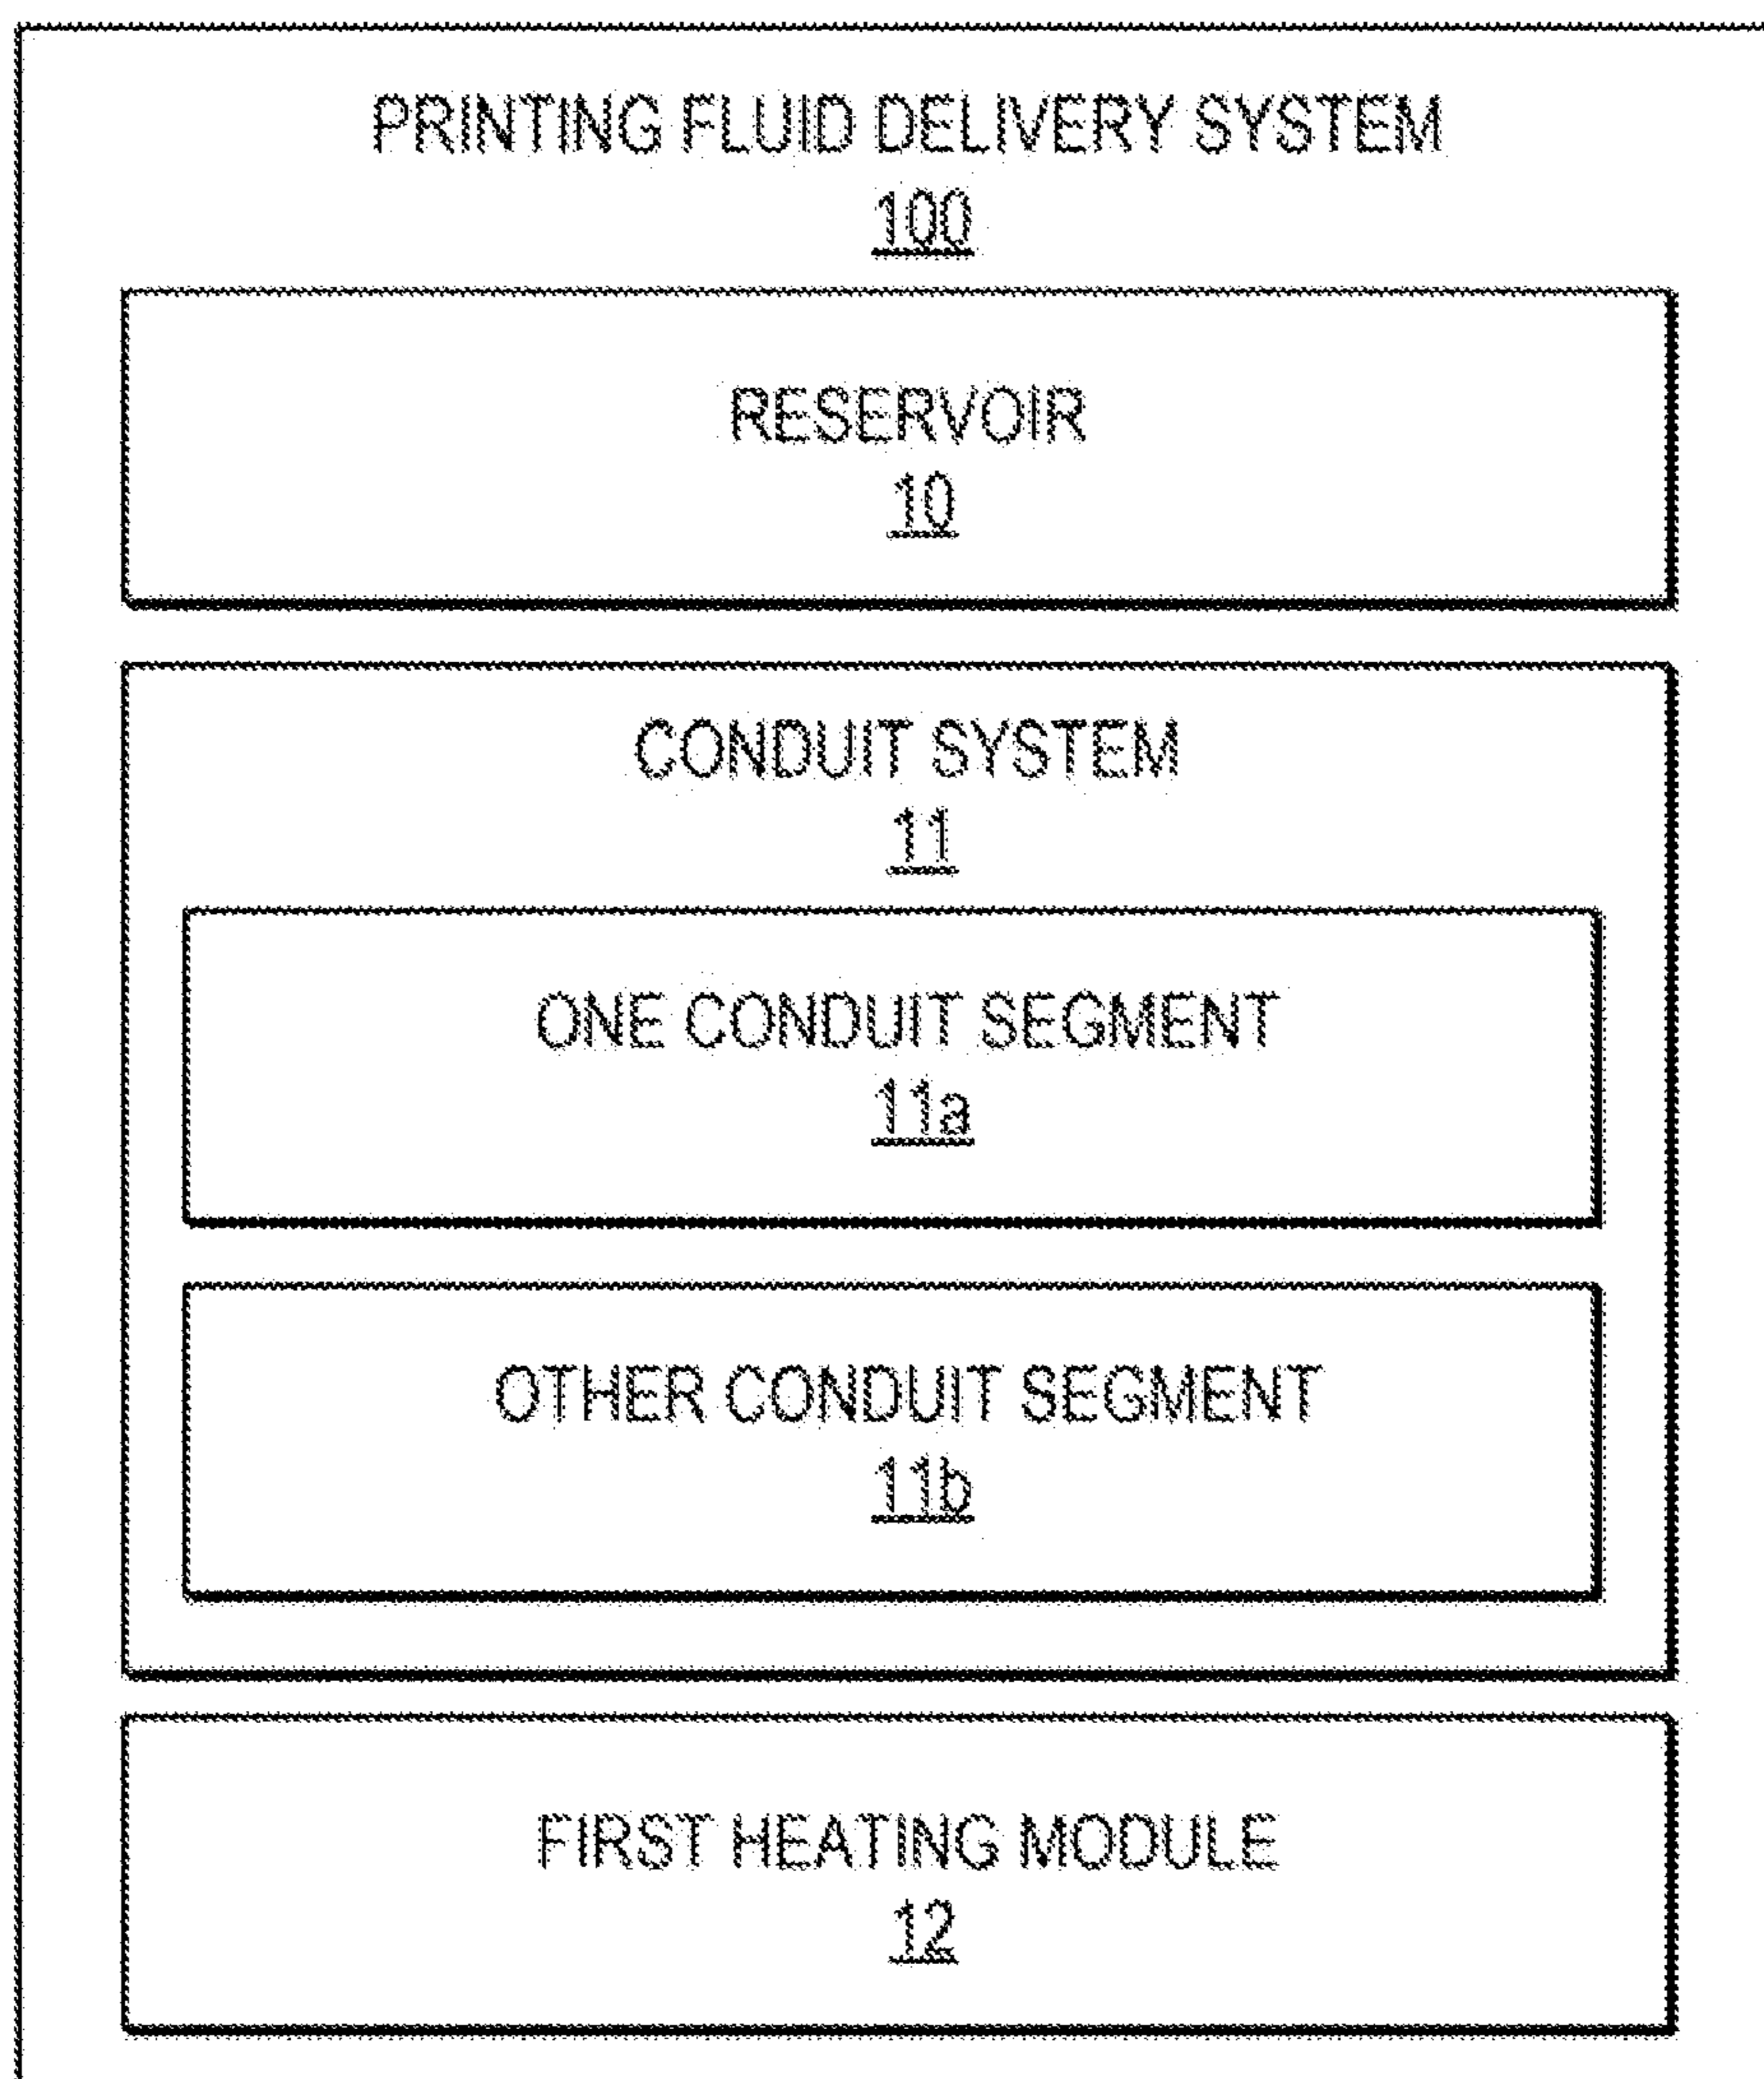 PRINTING FLUID DELIVERY SYSTEM
100
RESERVOIR
10
CONDUIT SYSTEM
11
ONE CONDUIT SEGMENT
11a
OTHER CONDUIT SEGMENT
11b
FIRST HEATING MODULE
12